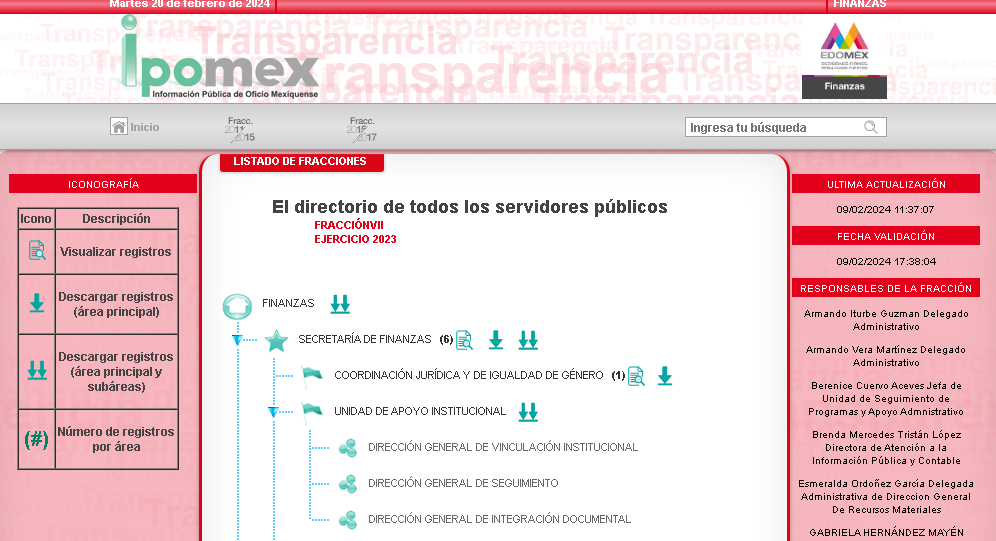 Martes 20 de febrero de 2024
FINANZAS
Transparencia
ipomex
Información Pública de Oficio Mexiquense
EDOMÉX
DECISIONES FIRMES, RESULTADOS FUERTES.
Finanzas
Inicio
Fracc.
2015
Fracc.
2017
Ingresa tu búsqueda
ICONOGRAFÍA
Icono
Descripción
Visualizar registros
Descargar registros
(área principal)
Descargar registros
(área principal y
subáreas)
(#)
Número de registros
por área
LISTADO DE FRACCIONES
El directorio de todos los servidores públicos
FRACCIÓNVII
EJERCICIO 2023
FINANZAS
SECRETARÍA DE FINANZAS (6)
COORDINACIÓN JURÍDICA Y DE IGUALDAD DE GÉNERO (1)
UNIDAD DE APOYO INSTITUCIONAL
DIRECCIÓN GENERAL DE VINCULACIÓN INSTITUCIONAL
DIRECCIÓN GENERAL DE SEGUIMIENTO
DIRECCIÓN GENERAL DE INTEGRACIÓN DOCUMENTAL
ULTIMA ACTUALIZACIÓN
09/02/2024 11:37:07
FECHA VALIDACIÓN
09/02/2024 17:38:04
RESPONSABLES DE LA FRACCIÓN
Armando Iturbe Guzman Delegado
Administrativo
Armando Vera Martínez Delegado
Administrativo
Berenice Cuervo Aceves Jefa de
Unidad de Seguimiento de
Programas y Apoyo Admnistrativo
Brenda Mercedes Tristán López
Directora de Atención a la
Información Pública y Contable
Esmeralda Ordoñez García Delegada
Administrativa de Direccion General
De Recursos Materiales
GABRIELA HERNÁNDEZ MAYÉN